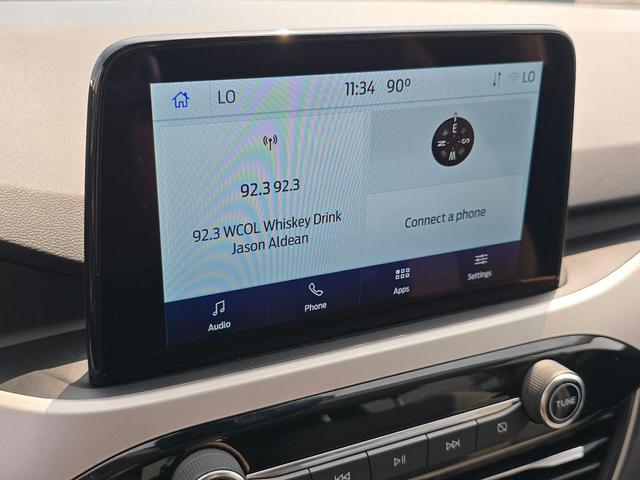 LO
11:34 90°
LO
92.3 92.3
92.3 WCOL Whiskey Drink
Jason Aldean
E
N S
W
Connect a phone
Audio
Phone
Apps
Settings
TUNE